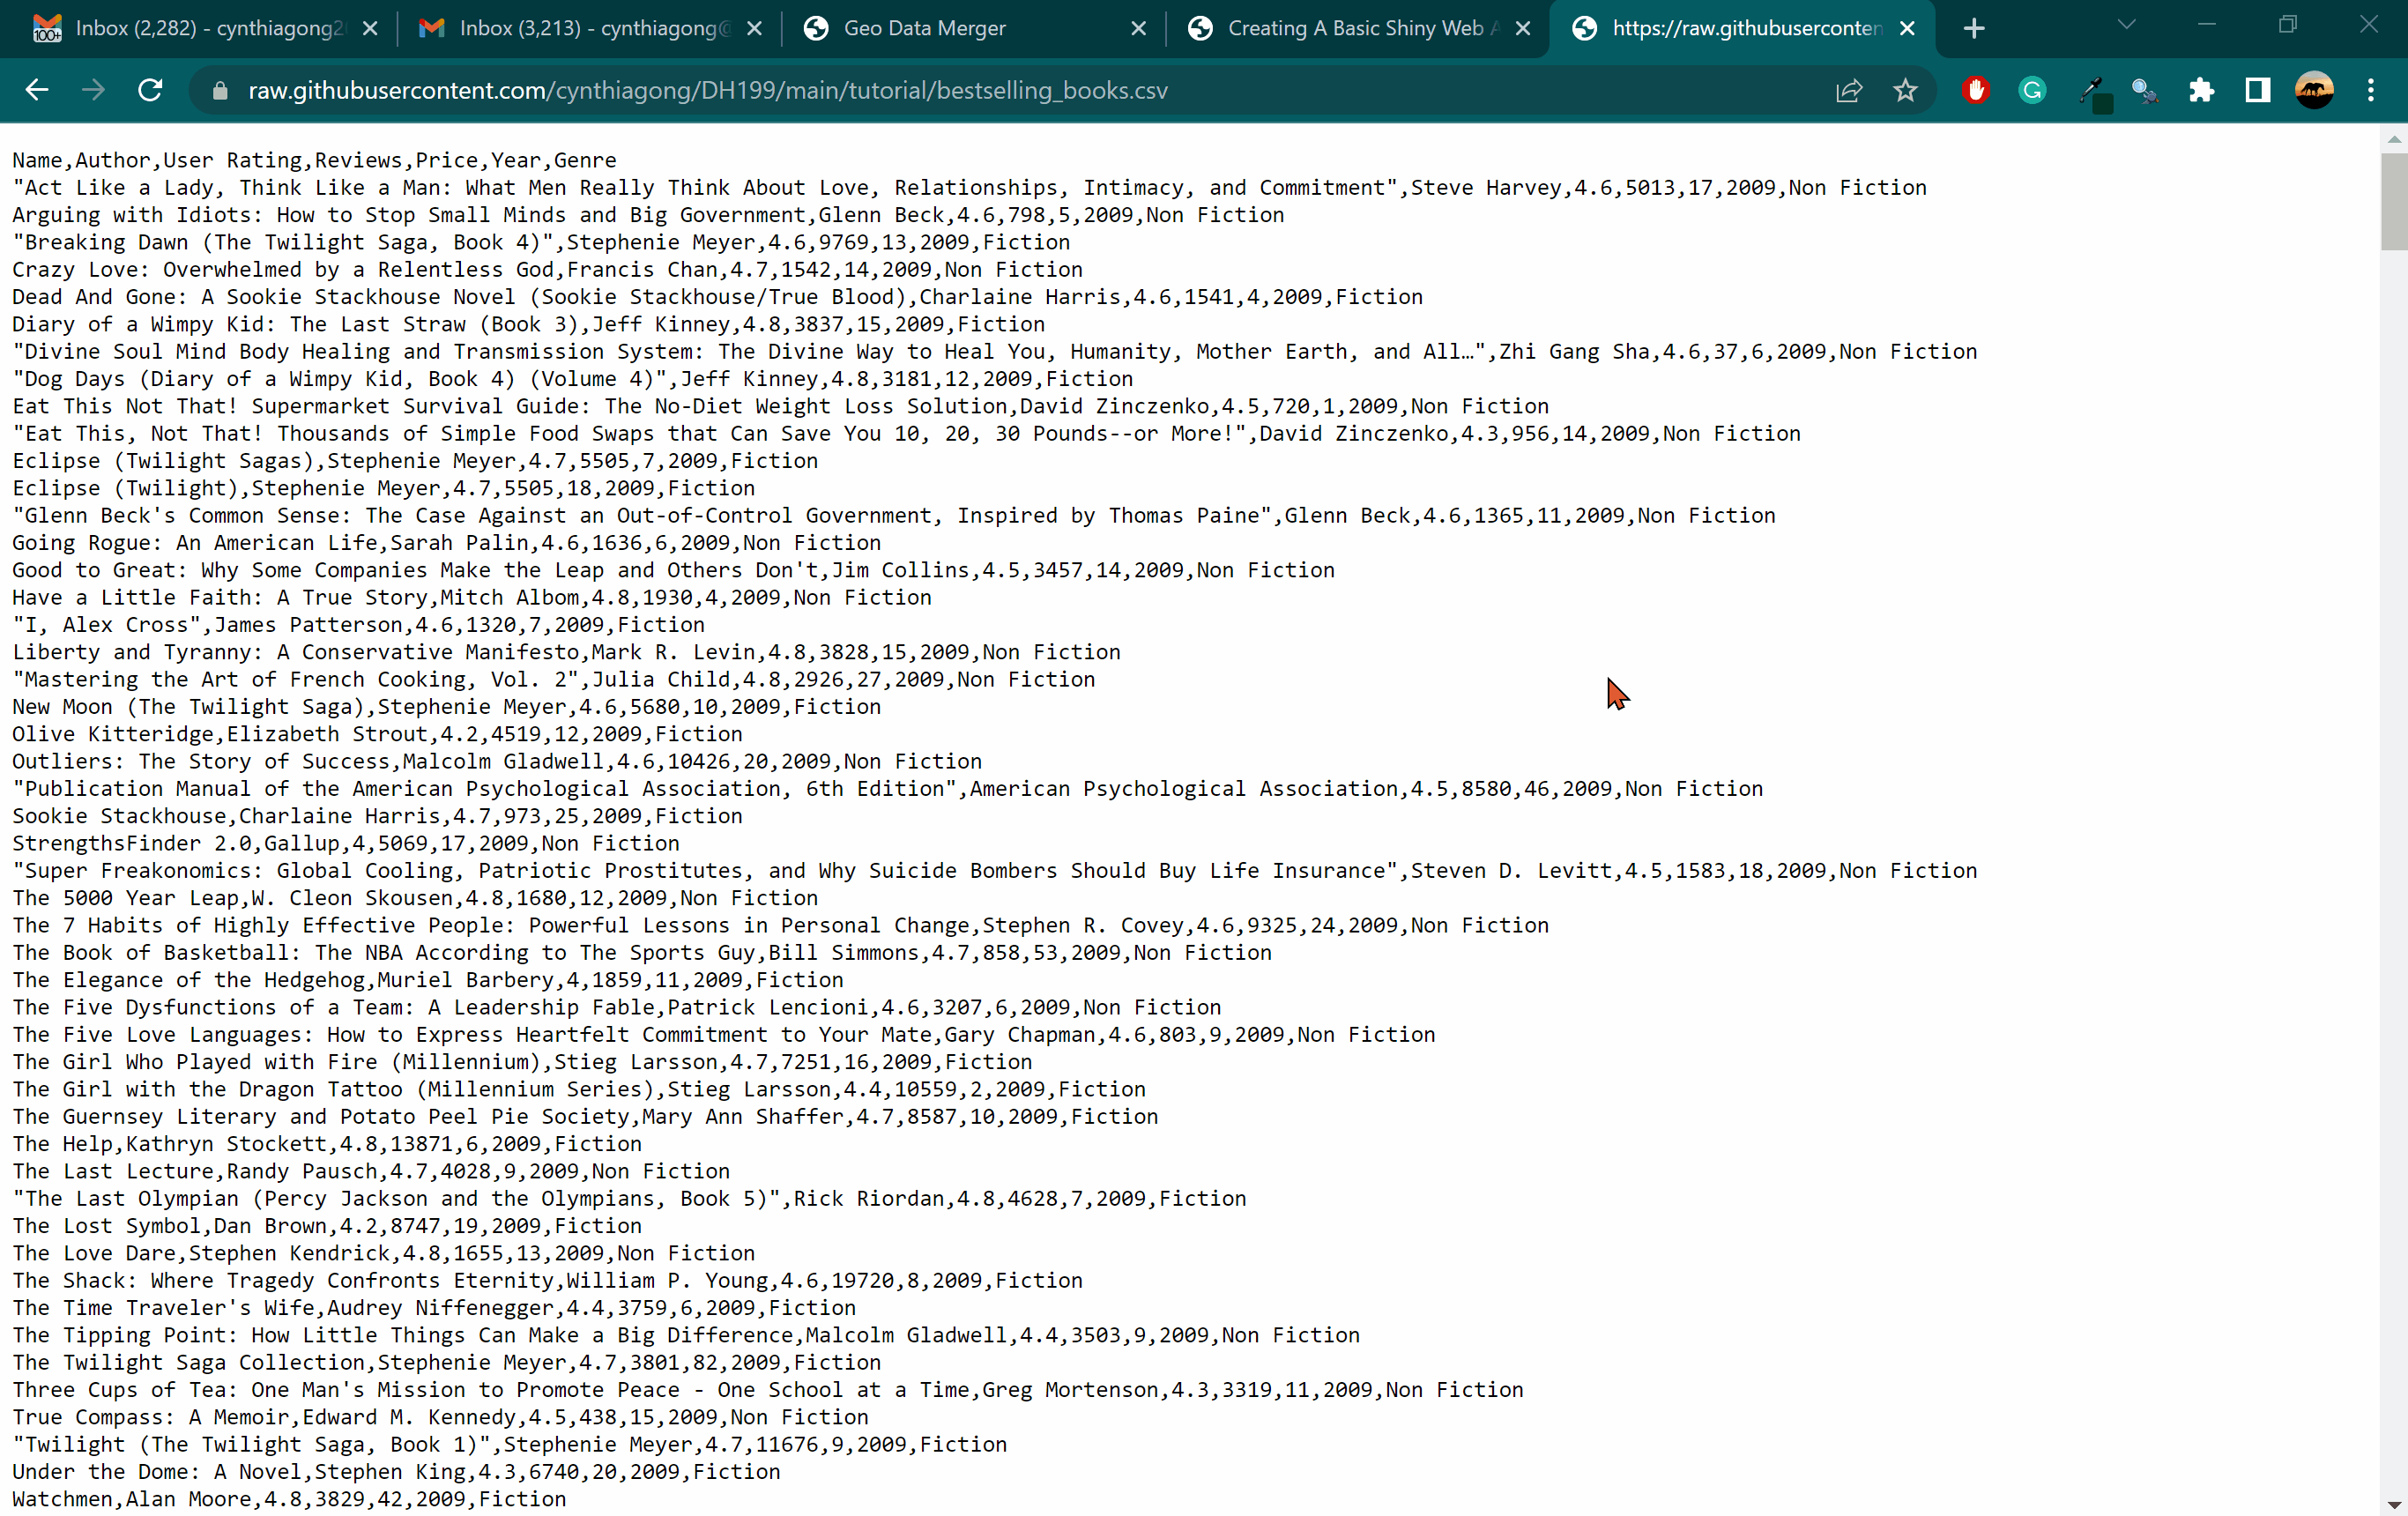 Inbox (2,282) - cynthiagong2
Inbox (3,213) - cynthiagong@
Geo Data Merger
Creating A Basic Shiny Web A
https://raw.githubuserconten
100+
raw.githubusercontent.com/cynthiagong/DH199/main/tutorial/bestselling_books.csv
Name,Author,User Rating,Reviews,Price,Year,Genre
"Act Like a Lady, Think Like a Man: What Men Really Think About Love, Relationships, Intimacy, and Commitment",Steve Harvey,4.6,5013,17,2009,Non Fiction
Arguing with Idiots: How to Stop Small Minds and Big Government,Glenn Beck,4.6,798,5,2009,Non Fiction
"Breaking Dawn (The Twilight Saga, Book 4)",Stephenie Meyer,4.6,9769,13,2009,Fiction
Crazy Love: Overwhelmed by a Relentless God,Francis Chan,4.7,1542,14,2009,Non Fiction
Dead And Gone: A Sookie Stackhouse Novel (Sookie Stackhouse/True Blood),Charlaine Harris,4.6,1541,4,2009,Fiction
Diary of a Wimpy Kid: The Last Straw (Book 3),Jeff Kinney,4.8,3837,15,2009,Fiction
"Divine Soul Mind Body Healing and Transmission System: The Divine Way to Heal You, Humanity, Mother Earth, and All…",Zhi Gang Sha,4.6,37,6,2009,Non Fiction
"Dog Days (Diary of a Wimpy Kid, Book 4) (Volume 4)",Jeff Kinney,4.8,3181,12,2009,Fiction
Eat This Not That! Supermarket Survival Guide: The No-Diet Weight Loss Solution,David Zinczenko,4.5,720,1,2009,Non Fiction
"Eat This, Not That! Thousands of Simple Food Swaps that Can Save You 10, 20, 30 Pounds--or More!",David Zinczenko,4.3,956,14,2009,Non Fiction
Eclipse (Twilight Sagas),Stephenie Meyer,4.7,5505,7,2009,Fiction
Eclipse (Twilight),Stephenie Meyer,4.7,5505,18,2009,Fiction
"Glenn Beck's Common Sense: The Case Against an Out-of-Control Government, Inspired by Thomas Paine",Glenn Beck,4.6,1365,11,2009,Non Fiction
Going Rogue: An American Life,Sarah Palin,4.6,1636,6,2009,Non Fiction
Good to Great: Why Some Companies Make the Leap and Others Don't,Jim Collins,4.5,3457,14,2009,Non Fiction
Have a Little Faith: A True Story,Mitch Albom,4.8,1930,4,2009,Non Fiction
"I, Alex Cross",James Patterson,4.6,1320,7,2009,Fiction
Liberty and Tyranny: A Conservative Manifesto,Mark R. Levin,4.8,3828,15,2009,Non Fiction
"Mastering the Art of French Cooking, Vol. 2",Julia Child,4.8,2926,27,2009,Non Fiction
New Moon (The Twilight Saga),Stephenie Meyer,4.6,5680,10,2009,Fiction
Olive Kitteridge,Elizabeth Strout,4.2,4519,12,2009,Fiction
Outliers: The Story of Success,Malcolm Gladwell,4.6,10426,20,2009,Non Fiction
"Publication Manual of the American Psychological Association, 6th Edition",American Psychological Association,4.5,8580,46,2009,Non Fiction
Sookie Stackhouse,Charlaine Harris,4.7,973,25,2009,Fiction
StrengthsFinder 2.0,Gallup,4,5069,17,2009,Non Fiction
"Super Freakonomics: Global Cooling, Patriotic Prostitutes, and Why Suicide Bombers Should Buy Life Insurance",Steven D. Levitt,4.5,1583,18,2009,Non Fiction
The 5000 Year Leap,W. Cleon Skousen,4.8,1680,12,2009,Non Fiction
The 7 Habits of Highly Effective People: Powerful Lessons in Personal Change,Stephen R. Covey,4.6,9325,24,2009,Non Fiction
The Book of Basketball: The NBA According to The Sports Guy,Bill Simmons,4.7,858,53,2009,Non Fiction
The Elegance of the Hedgehog,Muriel Barbery,4,1859,11,2009,Fiction
The Five Dysfunctions of a Team: A Leadership Fable,Patrick Lencioni,4.6,3207,6,2009,Non Fiction
The Five Love Languages: How to Express Heartfelt Commitment to Your Mate,Gary Chapman,4.6,803,9,2009,Non Fiction
The Girl Who Played with Fire (Millennium),Stieg Larsson,4.7,7251,16,2009,Fiction
The Girl with the Dragon Tattoo (Millennium Series),Stieg Larsson,4.4,10559,2,2009,Fiction
The Guernsey Literary and Potato Peel Pie Society,Mary Ann Shaffer,4.7,8587,10,2009,Fiction
The Help,Kathryn Stockett,4.8,13871,6,2009,Fiction
The Last Lecture,Randy Pausch,4.7,4028,9,2009,Non Fiction
"The Last Olympian (Percy Jackson and the Olympians, Book 5)",Rick Riordan,4.8,4628,7,2009,Fiction
The Lost Symbol,Dan Brown,4.2,8747,19,2009,Fiction
The Love Dare,Stephen Kendrick,4.8,1655,13,2009,Non Fiction
The Shack: Where Tragedy Confronts Eternity,William P. Young,4.6,19720,8,2009,Fiction
The Time Traveler's Wife,Audrey Niffenegger,4.4,3759,6,2009,Fiction
The Tipping Point: How Little Things Can Make a Big Difference,Malcolm Gladwell,4.4,3503,9,2009,Non Fiction
The Twilight Saga Collection,Stephenie Meyer,4.7,3801,82,2009,Fiction
Three Cups of Tea: One Man's Mission to Promote Peace - One School at a Time,Greg Mortenson,4.3,3319,11,2009,Non Fiction
True Compass: A Memoir,Edward M. Kennedy,4.5,438,15,2009,Non Fiction
"Twilight (The Twilight Saga, Book 1)",Stephenie Meyer,4.7,11676,9,2009,Fiction
Under the Dome: A Novel,Stephen King,4.3,6740,20,2009,Fiction
Watchmen,Alan Moore,4.8,3829,42,2009,Fiction